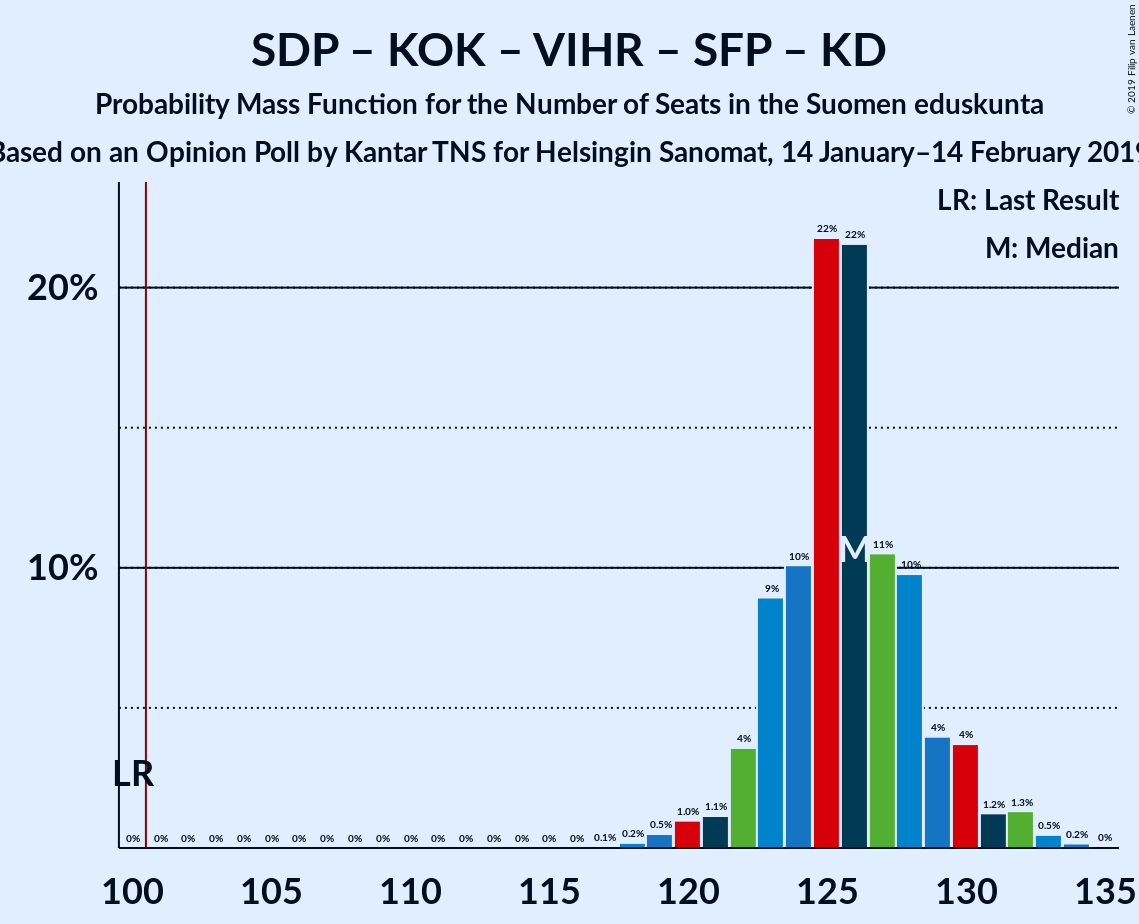 SDP – KOK – VIHR – SFP – KD
Probability Mass Function for the Number of Seats in the Suomen eduskunta
Based on an Opinion Poll by Kantar TNS for Helsingin Sanomat, 14 January–14 February 2019
© 2019 Filip van Laenen
LR: Last Result
M: Median
20%
10%
LR
M
0% 0% 0% 0% 0% 0% 0% 0% 0% 0% 0% 0% 0% 0% 0% 0% 0% 0.1% 0.2% 0.5% 1.0% 1.1% 4% 9% 10% 22% 22% 11% 10% 4% 4% 1.2% 1.3% 0.5% 0.2% 0%
100 105 110 115 120 125 130 135